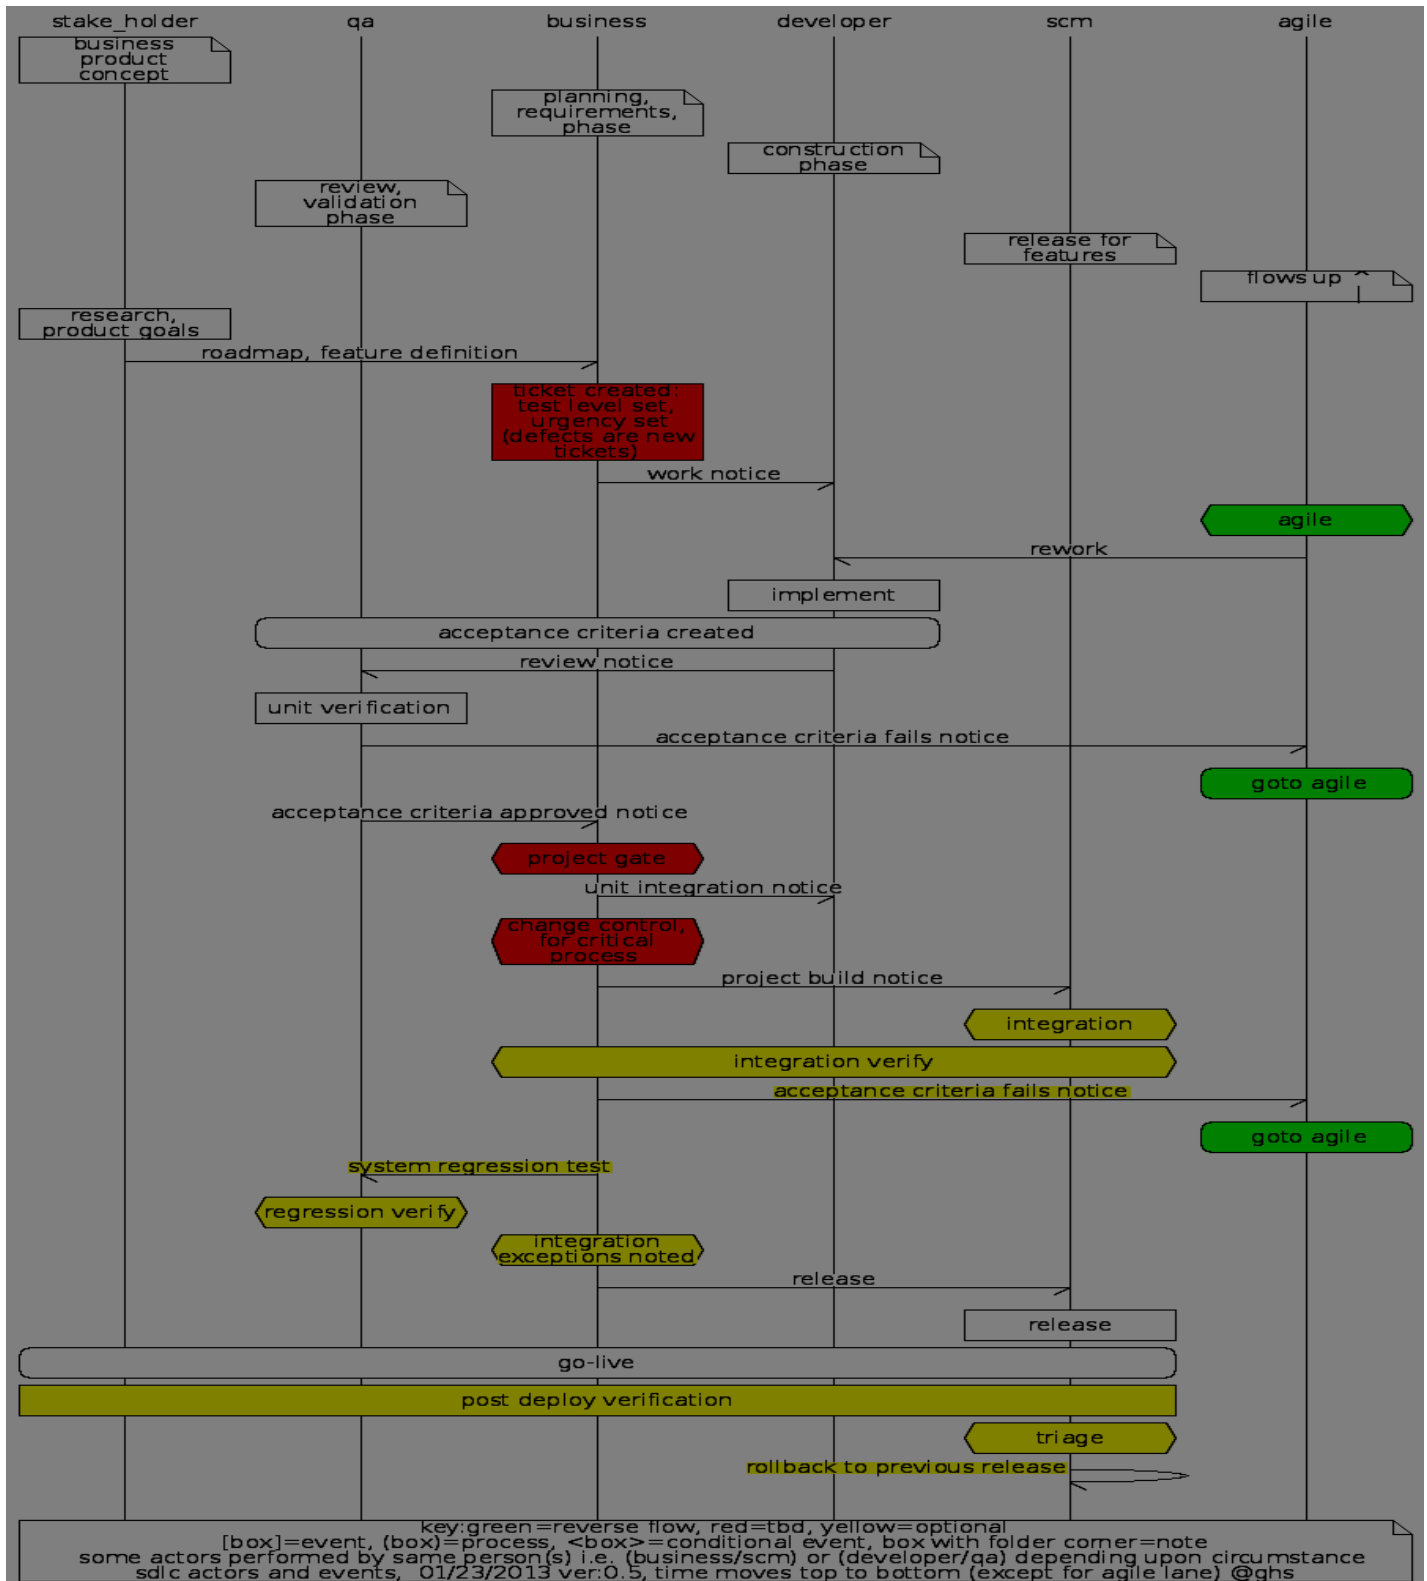 stake_holder qa business developer scm agile
business
product
concept
planning,
requirements,
phase
construction
phase
review,
validation
phase
release for
features
flows up ^
|
research,
product goals
roadmap, feature definition
ticket created:
test level set,
urgency set
(defects are new
tickets)
work notice
agile
rework
implement
acceptance criteria created
review notice
unit verification
acceptance criteria fails notice
goto agile
acceptance criteria approved notice
project gate
unit integration notice
change control,
for critical
process
project build notice
integration
integration verify
acceptance criteria fails notice
goto agile
system regression test
regression verify
integration
exceptions noted
release
release
go-live
post deploy verification
triage
rollback to previous release
key:green=reverse flow, red=tbd, yellow=optional
[box]=event, (box)=process, <box>=conditional event, box with folder corner=note
some actors performed by same person(s) i.e. (business/scm) or (developer/qa) depending upon circumstance
sdlc actors and events, 01/23/2013 ver:0.5, time moves top to bottom (except for agile lane) @ghs